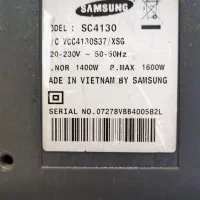 SAMSUNG
ODEL : SC4130
/C VCC4130S37/XSG
20-230V ~ 50-60Hz
.NOR 1400W P.MAX 1600W
ADE IN VIETNAM BY SAMSUNG
SERIAL NO.07278VBB400582L